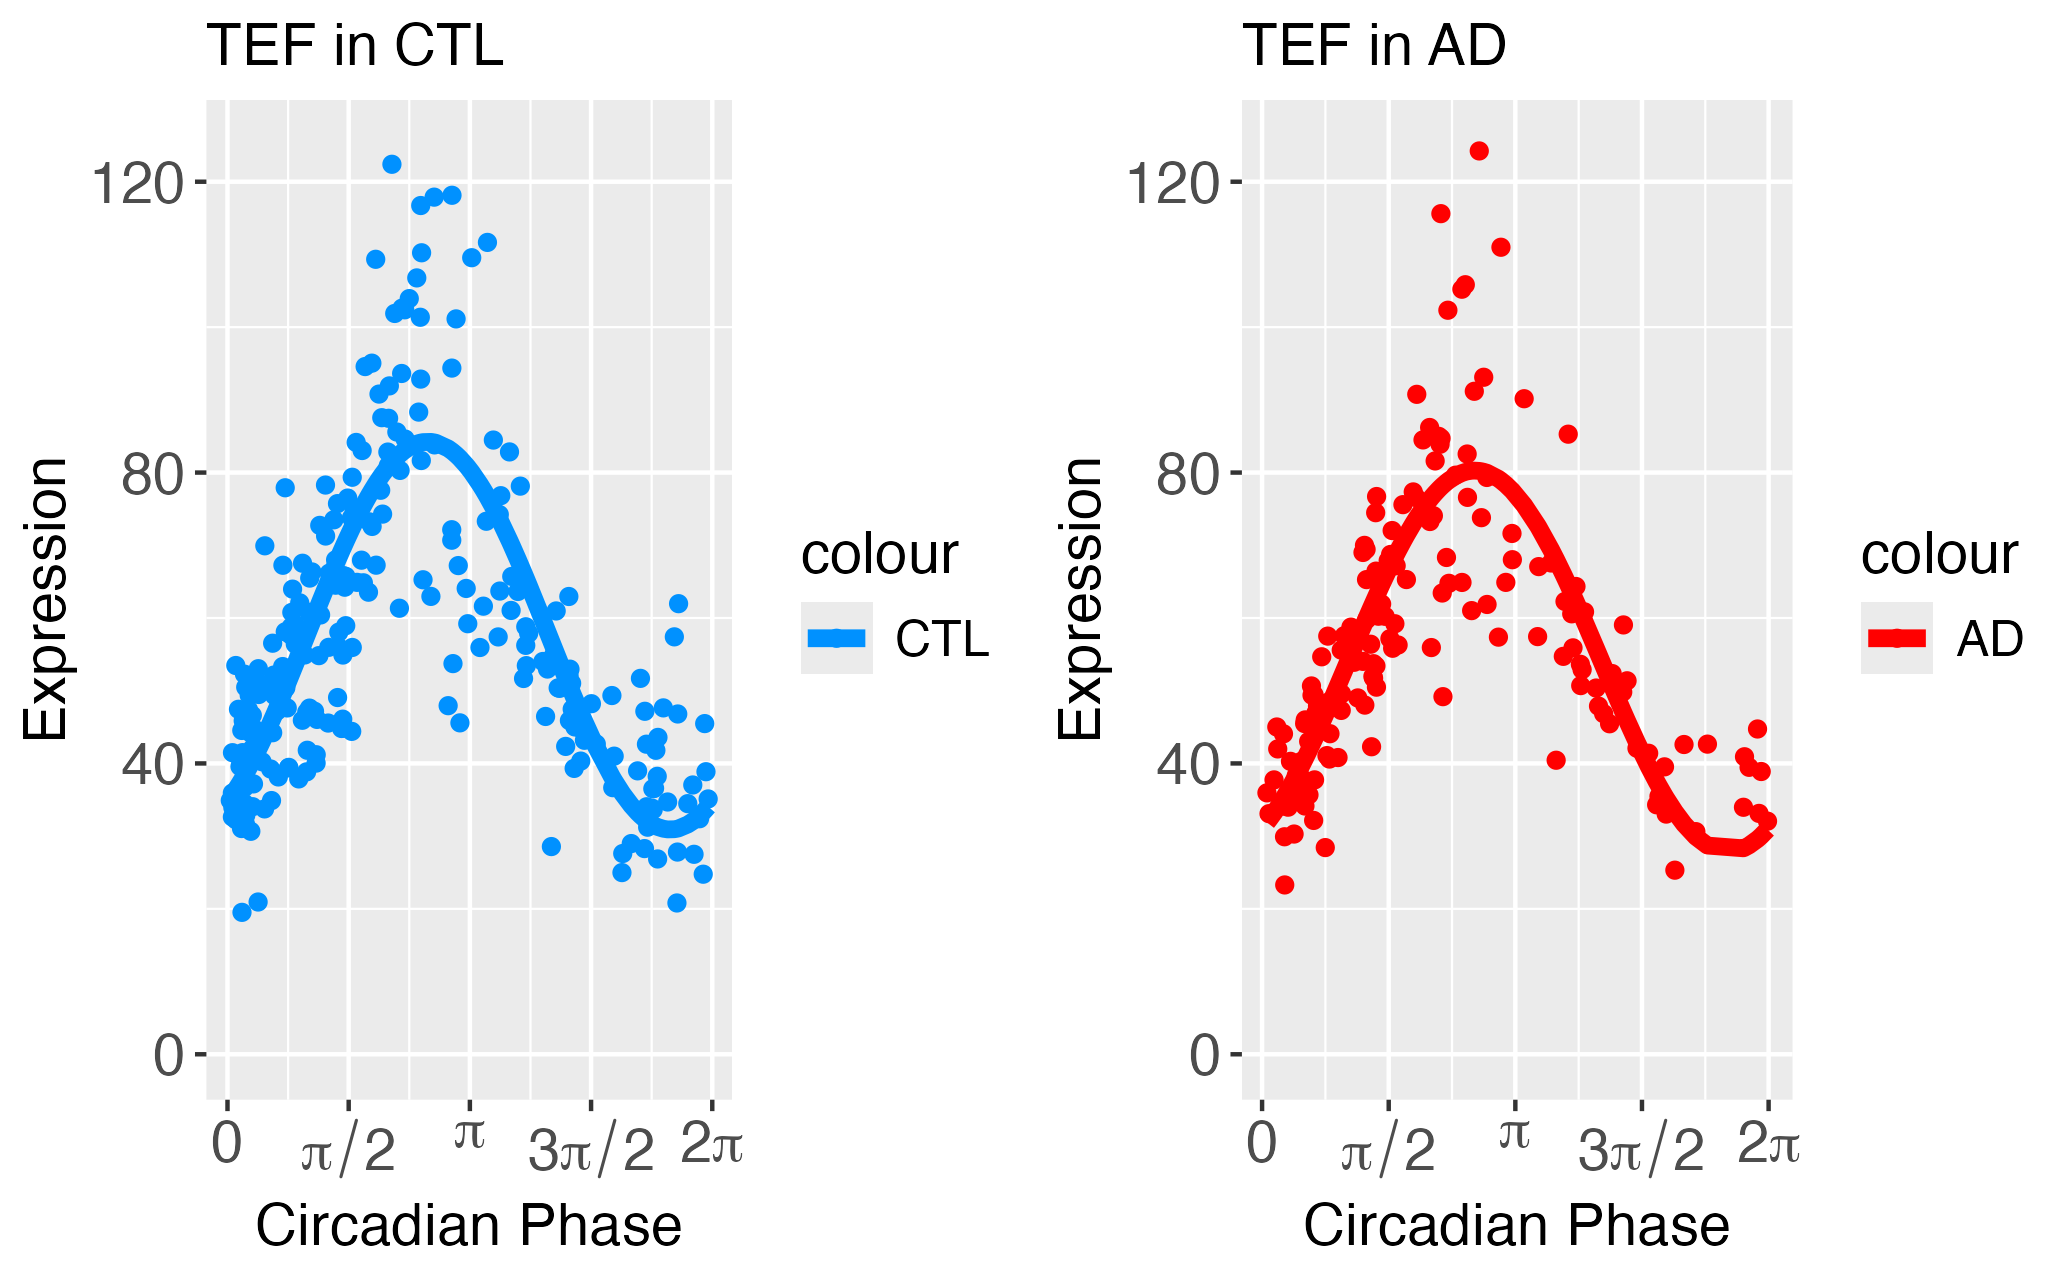 TEF in CTL
120
80
40
0
Expression
0 π/2 π 3π/2 2π
Circadian Phase
colour
CTL
TEF in AD
120
80
40
0
Expression
0 π/2 π 3π/2 2π
Circadian Phase
colour
AD